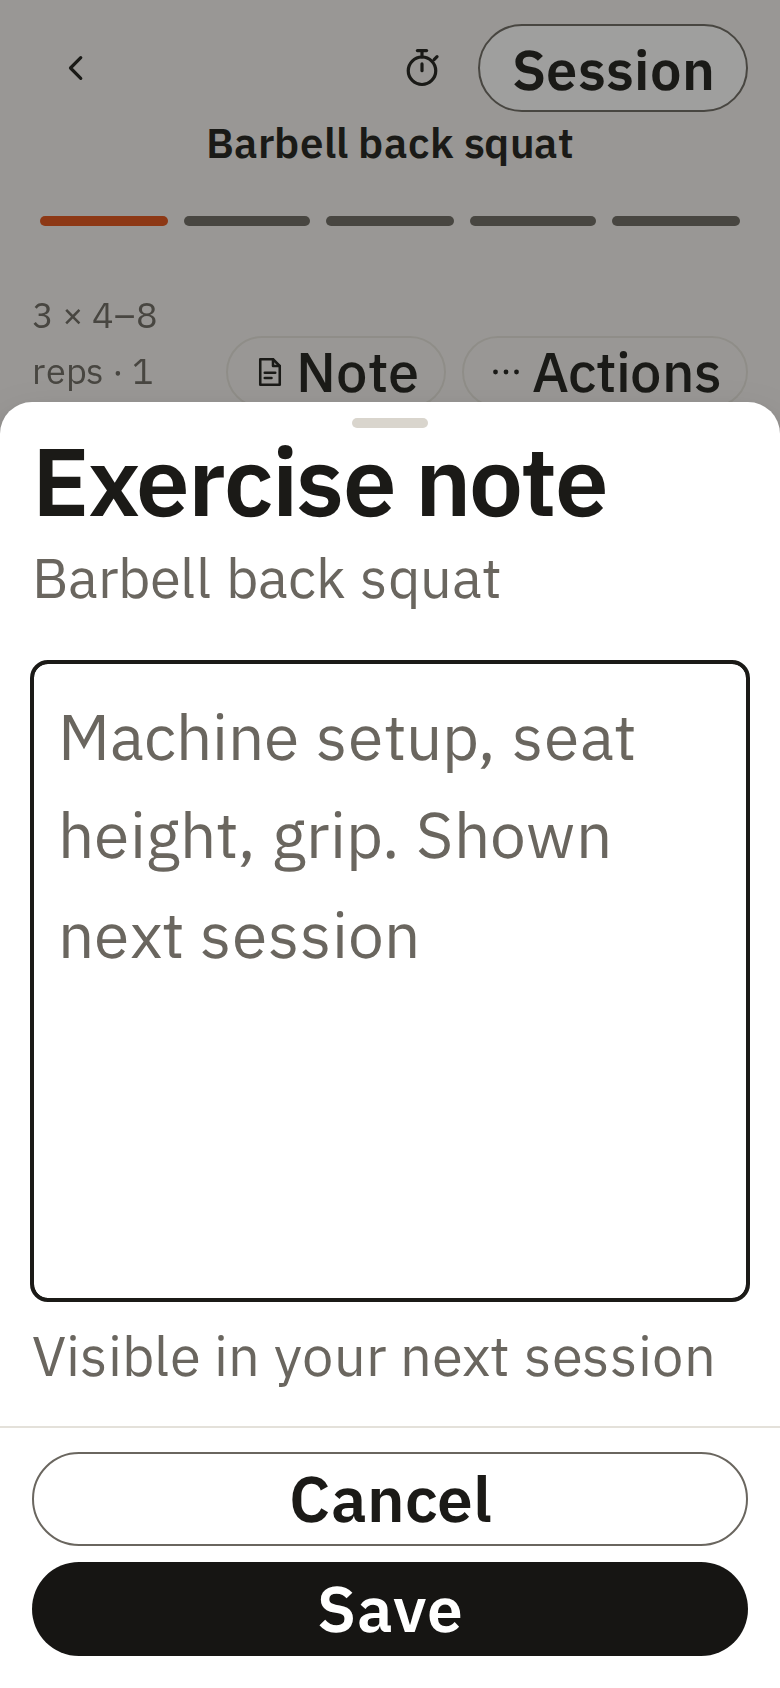 Session
Barbell back squat
3 × 4–8
reps · 1
Note
Actions
Exercise note
Barbell back squat
Machine setup, seat
height, grip. Shown
next session
Visible in your next session
Cancel
Save